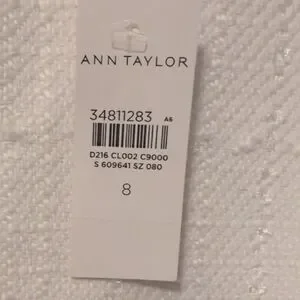 ANN TAYLOR
34811283 A6
D216 CL002 C9000
S 609641 SZ 080
8